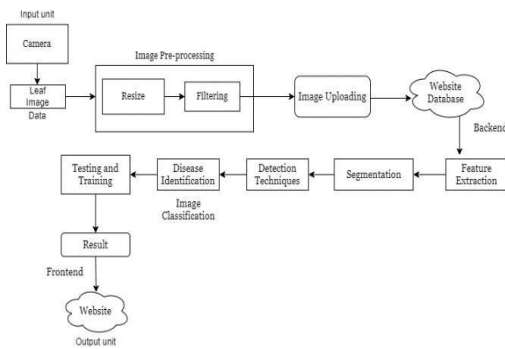 Input unit
Camera
Leaf
Image
Data
Image Pre-processing
Resize
Filtering
Image Uploading
Website
Database
Backend
Testing and
Training
Disease
Identification
Image
Classification
Detection
Techniques
Segmentation
Feature
Extraction
Result
Frontend
Website
Output unit